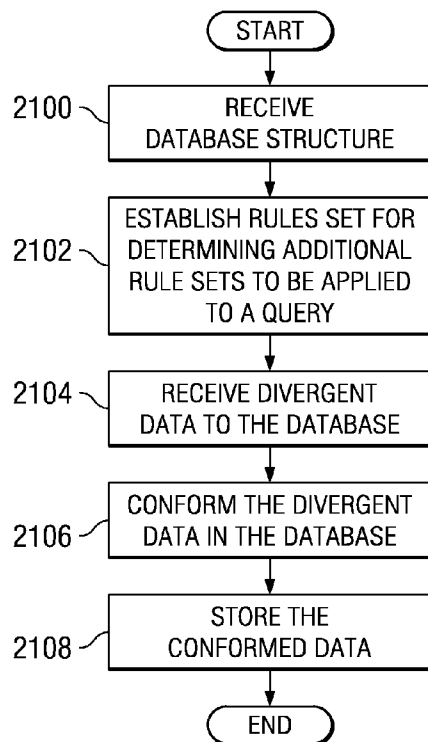 START
2100
RECEIVE
DATABASE STRUCTURE
2102
ESTABLISH RULES SET FOR
DETERMINING ADDITIONAL
RULE SETS TO BE APPLIED
TO A QUERY
2104
RECEIVE DIVERGENT
DATA TO THE DATABASE
2106
CONFORM THE DIVERGENT
DATA IN THE DATABASE
2108
STORE THE
CONFORMED DATA
END